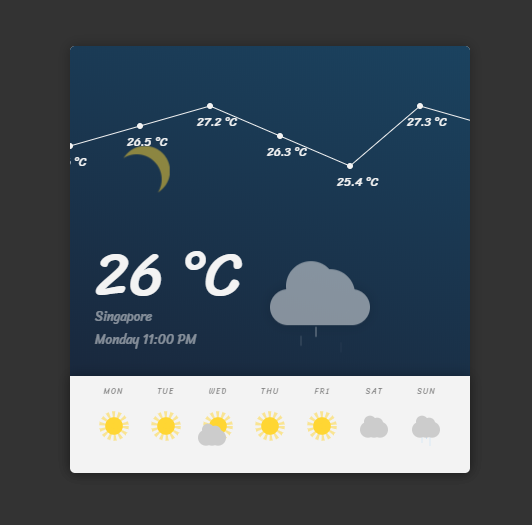 27.2 °C
27.3 °C
26.5 °C
26.3 °C
°C
25.4 °C
26 °C
Singapore
Monday 11:00 PM
MON TUE WED THU FRI SAT SUN